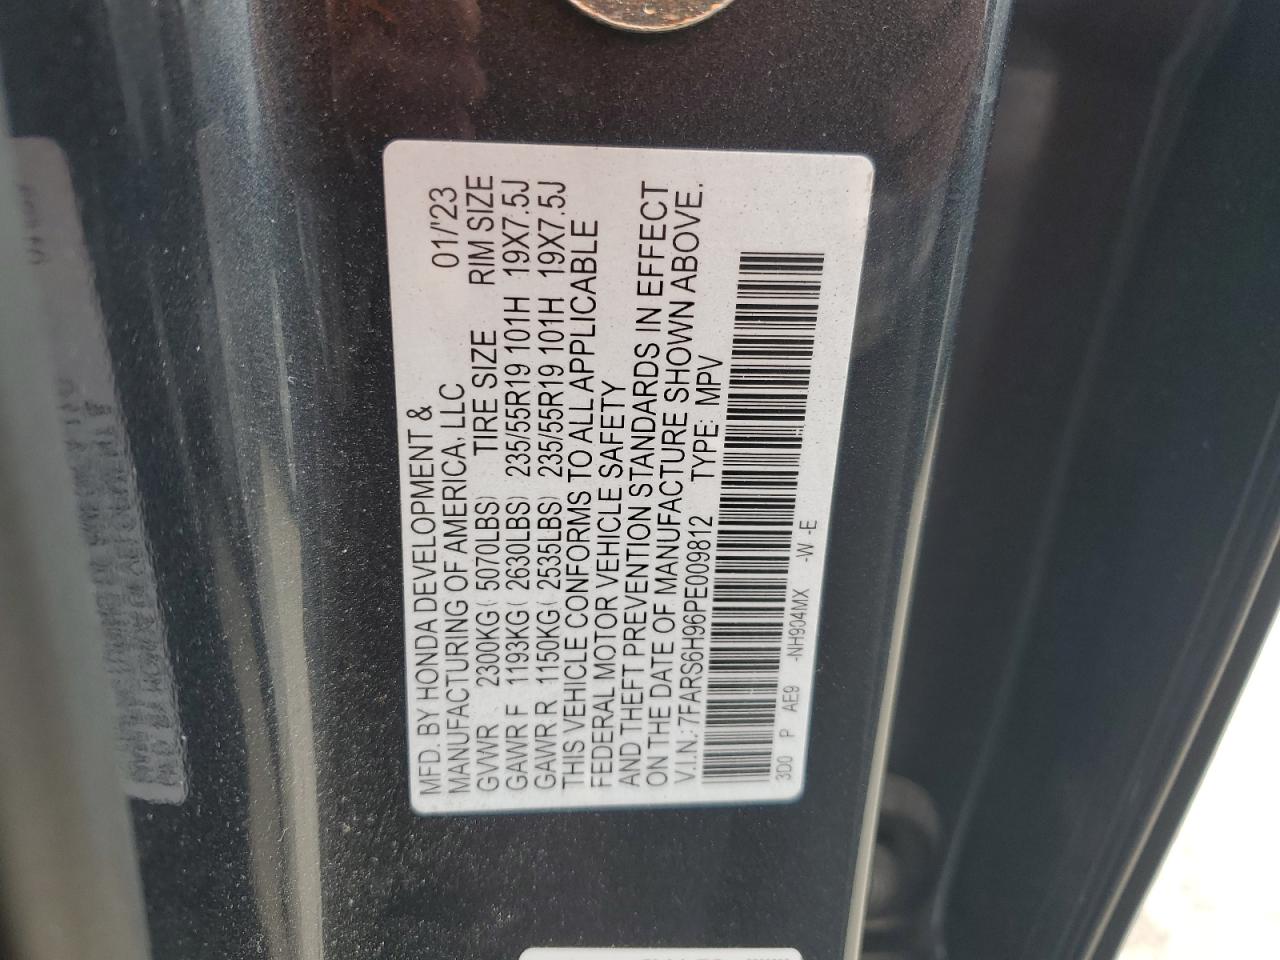 MFD. BY HONDA DEVELOPMENT &
MANUFACTURING OF AMERICA, LLC 01/'23
GVWR 2300KG( 5070LBS) TIRE SIZE RIM SIZE
GAWR F 1193KG( 2630LBS) 235/55R19 101H 19X7.5J
GAWR R 1150KG( 2535LBS) 235/55R19 101H 19X7.5J
THIS VEHICLE CONFORMS TO ALL APPLICABLE
FEDERAL MOTOR VEHICLE SAFETY
AND THEFT PREVENTION STANDARDS IN EFFECT
ON THE DATE OF MANUFACTURE SHOWN ABOVE.
V.I.N.: 7FARS6H96PE009812 TYPE: MPV
3D0 P AE9 -NH904MX -W -E